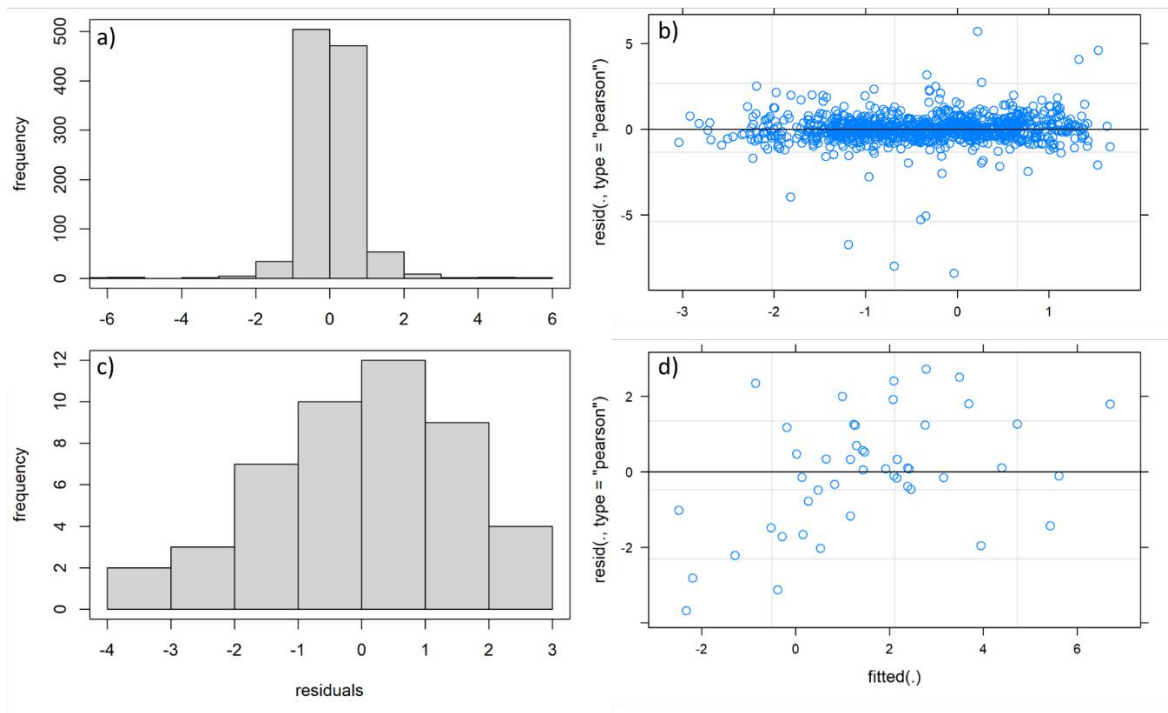 a)
frequency
500
400
300
200
100
0
-6 -4 -2 0 2 4 6
b)
resid(., type = "pearson")
5
0
-5
-3 -2 -1 0 1
c)
frequency
12
10
8
6
4
2
0
-4 -3 -2 -1 0 1 2 3
residuals
d)
resid(., type = "pearson")
2
0
-2
-2 0 2 4 6
fitted(.)